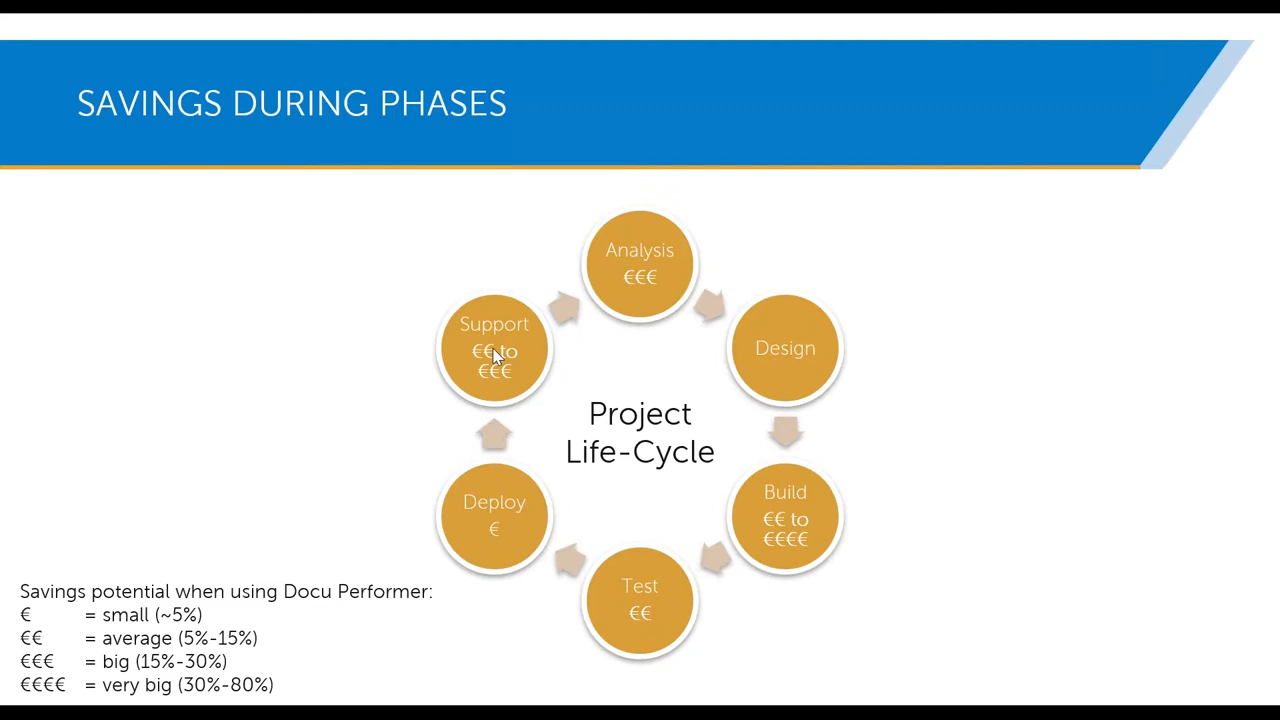 SAVINGS DURING PHASES
Analysis
€€€
Support
€€ to
€€€
Design
Project
Life-Cycle
Deploy
€
Build
€€ to
€€€€
Test
€€
Savings potential when using Docu Performer:
€ = small (~5%)
€€ = average (5%-15%)
€€€ = big (15%-30%)
€€€€ = very big (30%-80%)